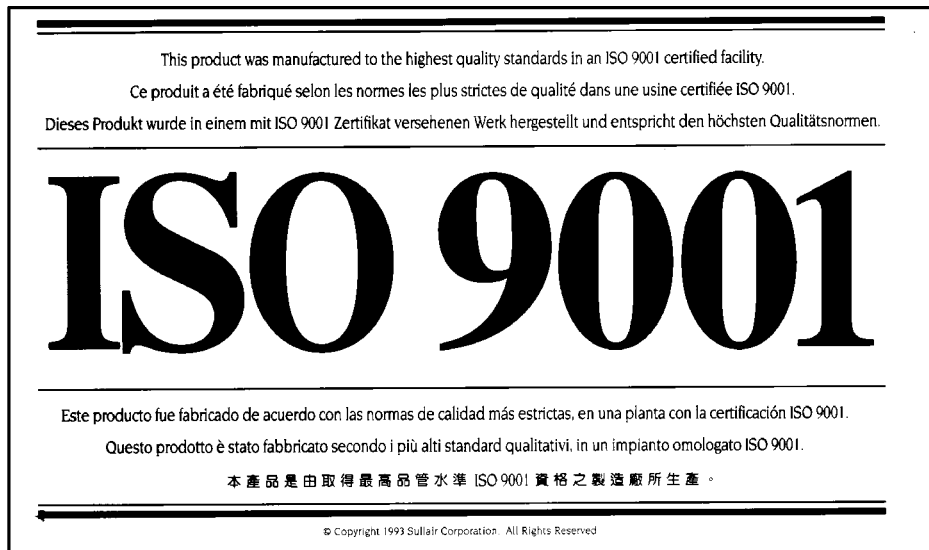 This product was manufactured to the highest quality standards in an ISO 9001 certified facility.
Ce produit a été fabriqué selon les normes les plus strictes de qualité dans une usine certifiée ISO 9001.
Dieses Produkt wurde in einem mit ISO 9001 Zertifikat versehenen Werk hergestellt und entspricht den höchsten Qualitätsnormen.
ISO 9001
Este producto fue fabricado de acuerdo con las normas de calidad más estrictas, en una planta con la certificación ISO 9001.
Questo prodotto è stato fabbricato secondo i più alti standard qualitativi, in un impianto omologato ISO 9001.
本產品是由取得最高品管水準 ISO 9001 資格之製造廠所生產。
© Copyright 1993 Sullair Corporation. All Rights Reserved